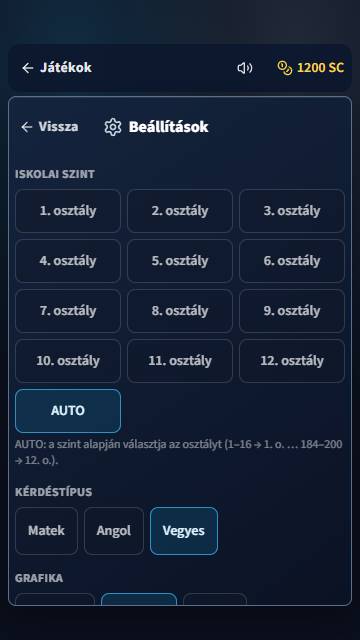 Játékok
1200 SC
Vissza
Beállítások
ISKOLAI SZINT
1. osztály
2. osztály
3. osztály
4. osztály
5. osztály
6. osztály
7. osztály
8. osztály
9. osztály
10. osztály
11. osztály
12. osztály
AUTO
AUTO: a szint alapján választja az osztályt (1–16 → 1. o. … 184–200
→ 12. o.).
KÉRDÉSTÍPUS
Matek
Angol
Vegyes
GRAFIKA